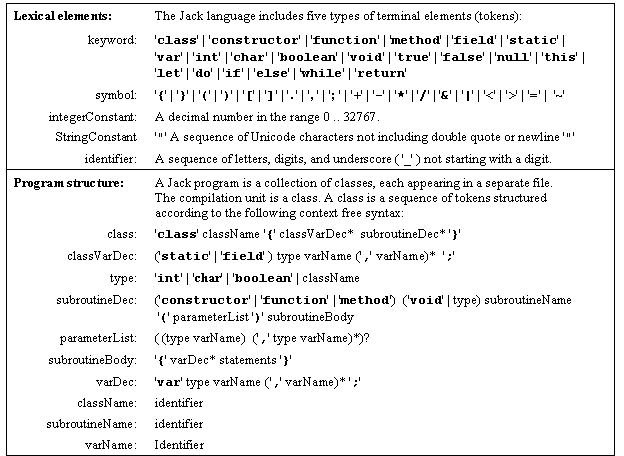 Lexical elements: The Jack language includes five types of terminal elements (tokens):
keyword: 'class'|'constructor'|'function'|'method'|'field'|'static'|
'var'|'int'|'char'|'boolean'|'void'|'true'|'false'|'null'|'this'|
'let'|'do'|'if'|'else'|'while'|'return'
symbol: '{'|'}'|'('|')'|'['|']'|'.'|','|';'|'+'|'-'|'*'|'/'|'&'|'|'|'<'|'>'|'='|'~'
integerConstant: A decimal number in the range 0 .. 32767.
StringConstant '"' A sequence of Unicode characters not including double quote or newline '"'
identifier: A sequence of letters, digits, and underscore ('_') not starting with a digit.
Program structure: A Jack program is a collection of classes, each appearing in a separate file.
The compilation unit is a class. A class is a sequence of tokens structured
according to the following context free syntax:
class: 'class' className '{' classVarDec* subroutineDec* '}'
classVarDec: ('static'|'field') type varName (',' varName)* ';'
type: 'int'|'char'|'boolean'|className
subroutineDec: ('constructor'|'function'|'method') ('void'|type) subroutineName
'(' parameterList ')' subroutineBody
parameterList: ((type varName) (',' type varName)*)?
subroutineBody: '{' varDec* statements '}'
varDec: 'var' type varName (',' varName)* ';'
className: identifier
subroutineName: identifier
varName: Identifier